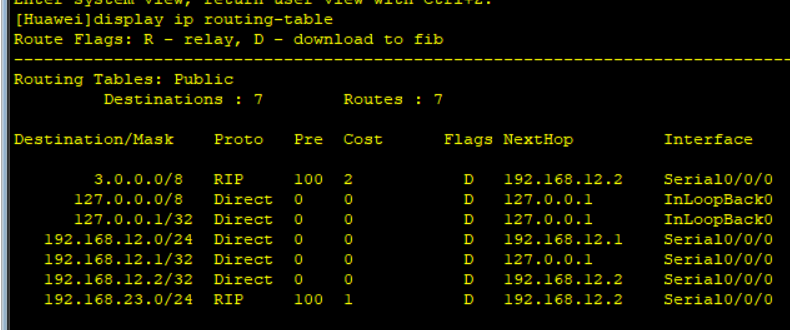 Enter system view, return user view with Ctrl+Z.
[Huawei]display ip routing-table
Route Flags: R - relay, D - download to fib
------------------------------------------------------------------------------
Routing Tables: Public
Destinations : 7 Routes : 7
Destination/Mask Proto Pre Cost Flags NextHop Interface
3.0.0.0/8 RIP 100 2 D 192.168.12.2 Serial0/0/0
127.0.0.0/8 Direct 0 0 D 127.0.0.1 InLoopBack0
127.0.0.1/32 Direct 0 0 D 127.0.0.1 InLoopBack0
192.168.12.0/24 Direct 0 0 D 192.168.12.1 Serial0/0/0
192.168.12.1/32 Direct 0 0 D 127.0.0.1 Serial0/0/0
192.168.12.2/32 Direct 0 0 D 192.168.12.2 Serial0/0/0
192.168.23.0/24 RIP 100 1 D 192.168.12.2 Serial0/0/0